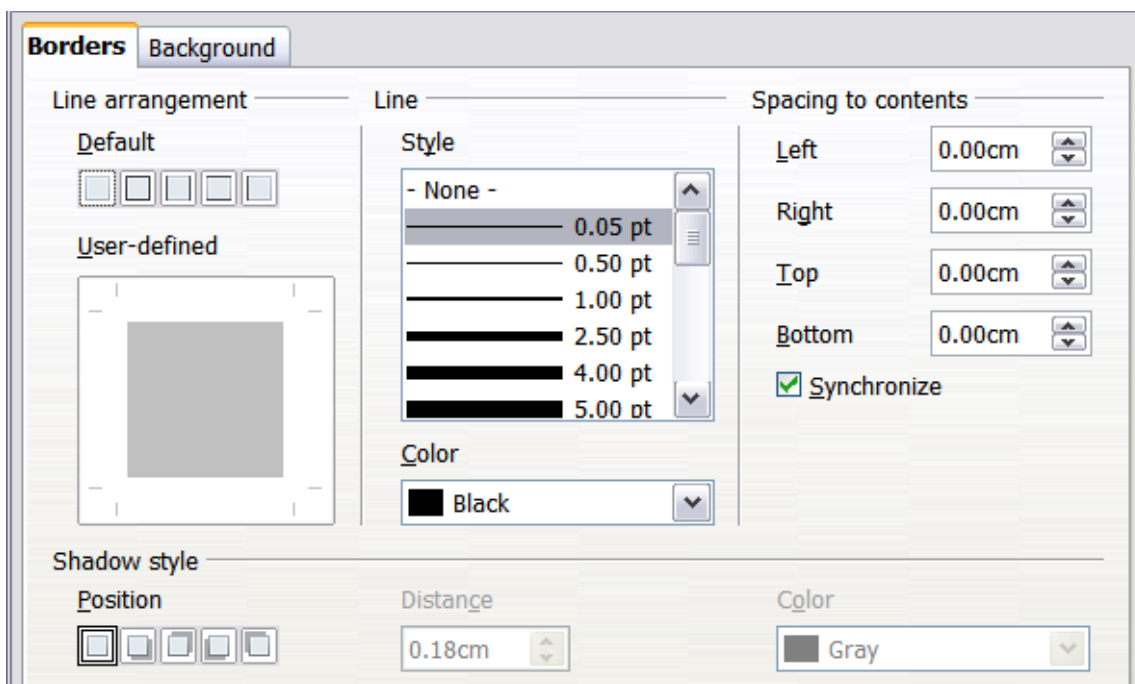 Borders Background
Line arrangement
Default
User-defined
Line
Style
- None -
0.05 pt
0.50 pt
1.00 pt
2.50 pt
4.00 pt
5.00 pt
Color
Black
Spacing to contents
Left 0.00cm
Right 0.00cm
Top 0.00cm
Bottom 0.00cm
Synchronize
Shadow style
Position
Distance
0.18cm
Color
Gray